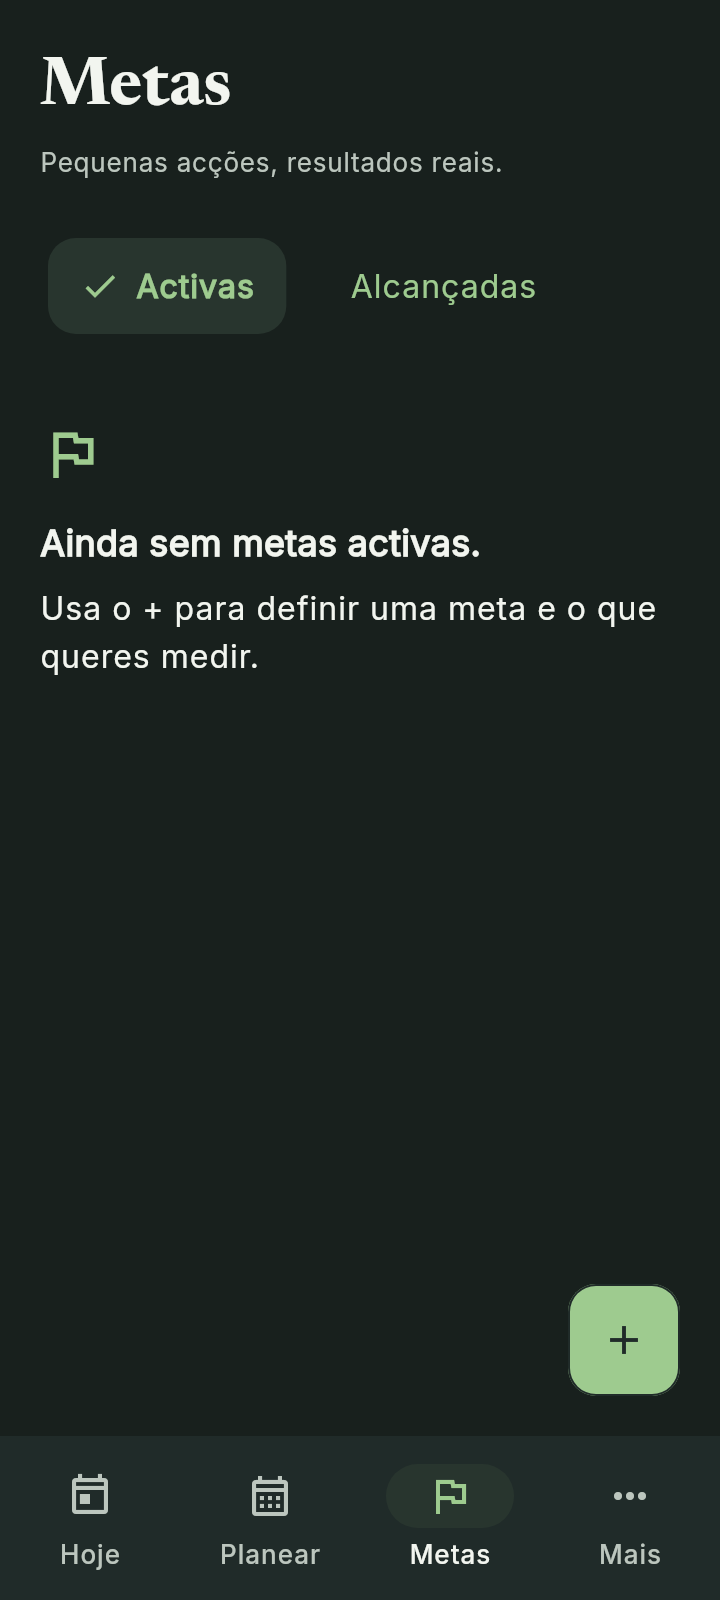 Metas
Pequenas acções, resultados reais.
Activas
Alcançadas
Ainda sem metas activas.
Usa o + para definir uma meta e o que
queres medir.
Hoje
Planear
Metas
Mais